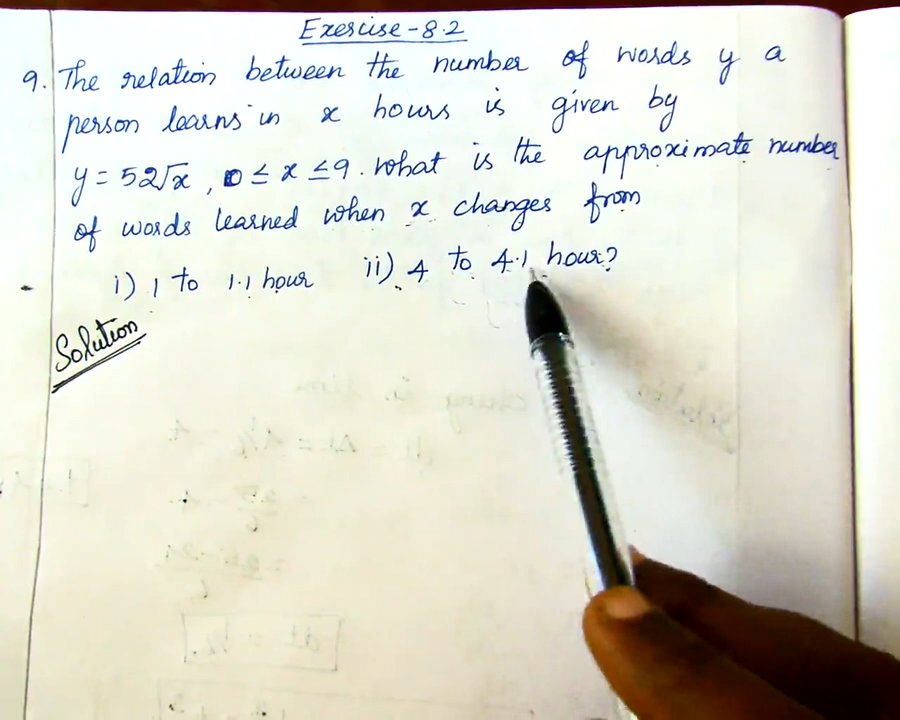 Exercise-8.2
9. The relation between the number of words y a
person learns in x hours is given by
y = 52√x , 0 ≤ x ≤ 9. What is the approximate number
of words learned when x changes from
i) 1 to 1.1 hour ii) 4 to 4.1 hour?
Solution